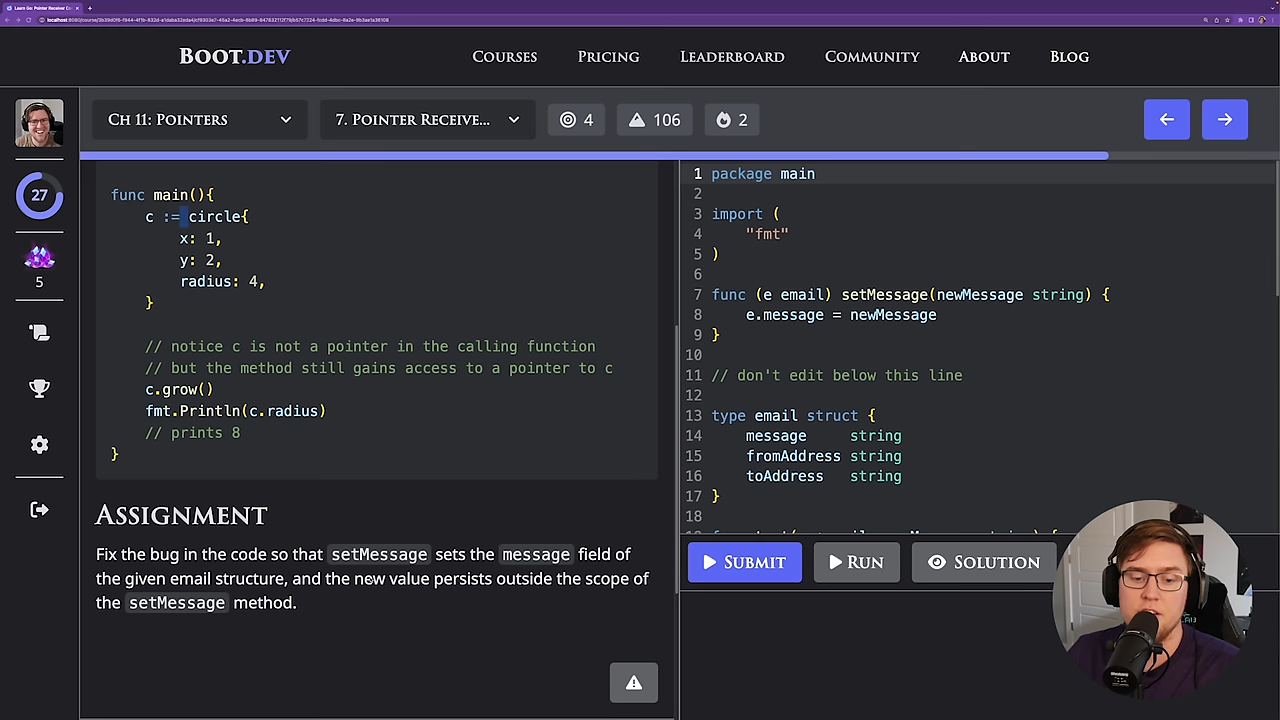 Learn Go: Pointer Receiver Co
BOOT.DEV
COURSES
PRICING
LEADERBOARD
COMMUNITY
ABOUT
BLOG
CH 11: POINTERS
7. POINTER RECEIVE...
4
106
2
27
5
func main(){
c := circle{
x: 1,
y: 2,
radius: 4,
}
// notice c is not a pointer in the calling function
// but the method still gains access to a pointer to c
c.grow()
fmt.Println(c.radius)
// prints 8
}
ASSIGNMENT
Fix the bug in the code so that setMessage sets the message field of
the given email structure, and the new value persists outside the scope of
the setMessage method.
1 package main
2
3 import (
4 "fmt"
5 )
6
7 func (e email) setMessage(newMessage string) {
8 e.message = newMessage
9 }
10
11 // don't edit below this line
12
13 type email struct {
14 message string
15 fromAddress string
16 toAddress string
17 }
18
SUBMIT
RUN
SOLUTION